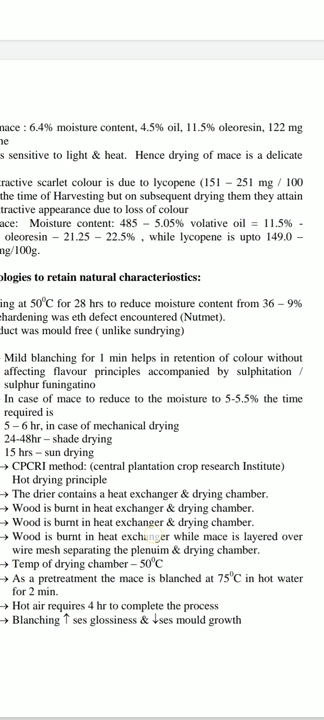 nace : 6.4% moisture content, 4.5% oil, 11.5% oleoresin, 122 mg
ne
s sensitive to light & heat. Hence drying of mace is a delicate
ractive scarlet colour is due to lycopene (151 – 251 mg / 100
the time of Harvesting but on subsequent drying them they attain
tractive appearance due to loss of colour
ace: Moisture content: 485 – 5.05% volative oil = 11.5% -
oleoresin – 21.25 – 22.5% , while lycopene is upto 149.0 –
mg/100g.
ologies to retain natural characteriostics:
ing at 50⁰C for 28 hrs to reduce moisture content from 36 – 9%
ehardening was eth defect encountered (Nutmet).
duct was mould free ( unlike sundrying)
Mild blanching for 1 min helps in retention of colour without
affecting flavour principles accompanied by sulphitation /
sulphur funingatino
In case of mace to reduce to the moisture to 5-5.5% the time
required is
5 – 6 hr, in case of mechanical drying
24-48hr – shade drying
15 hrs – sun drying
→ CPCRI method: (central plantation crop research Institute)
Hot drying principle
→ The drier contains a heat exchanger & drying chamber.
→ Wood is burnt in heat exchanger & drying chamber.
→ Wood is burnt in heat exchanger & drying chamber.
→ Wood is burnt in heat exchanger while mace is layered over
wire mesh separating the plenuim & drying chamber.
→ Temp of drying chamber – 50⁰C
→ As a pretreatment the mace is blanched at 75⁰C in hot water
for 2 min.
→ Hot air requires 4 hr to complete the process
→ Blanching ↑ ses glossiness & ↓ses mould growth